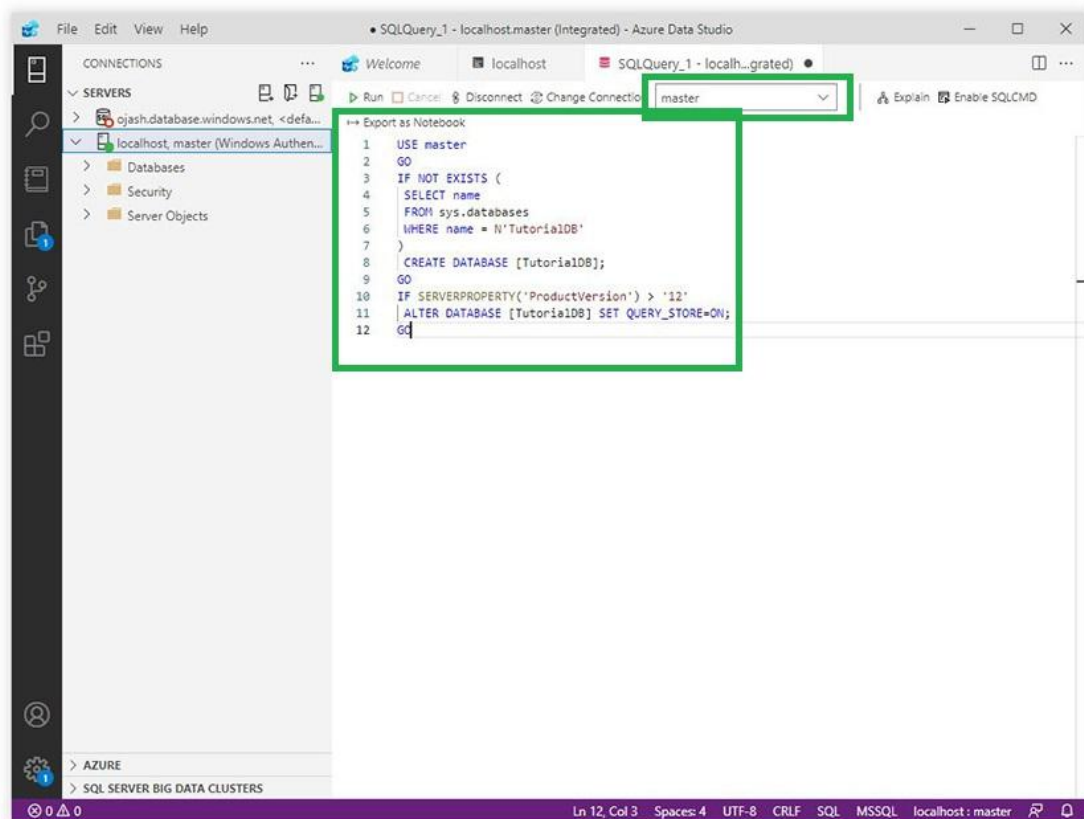 File Edit View Help
● SQLQuery_1 - localhost.master (Integrated) - Azure Data Studio
CONNECTIONS
Welcome
localhost
SQLQuery_1 - localh...grated) ●
SERVERS
Run Cancel Disconnect Change Connectio master Explain Enable SQLCMD
ojash.database.windows.net, <defa...
localhost, master (Windows Authen...
Databases
Security
Server Objects
Export as Notebook
1 USE master
2 GO
3 IF NOT EXISTS (
4 SELECT name
5 FROM sys.databases
6 WHERE name = N'TutorialDB'
7 )
8 CREATE DATABASE [TutorialDB];
9 GO
10 IF SERVERPROPERTY('ProductVersion') > '12'
11 ALTER DATABASE [TutorialDB] SET QUERY_STORE=ON;
12 GO
1
1
AZURE
SQL SERVER BIG DATA CLUSTERS
0 0 Ln 12, Col 3 Spaces: 4 UTF-8 CRLF SQL MSSQL localhost : master